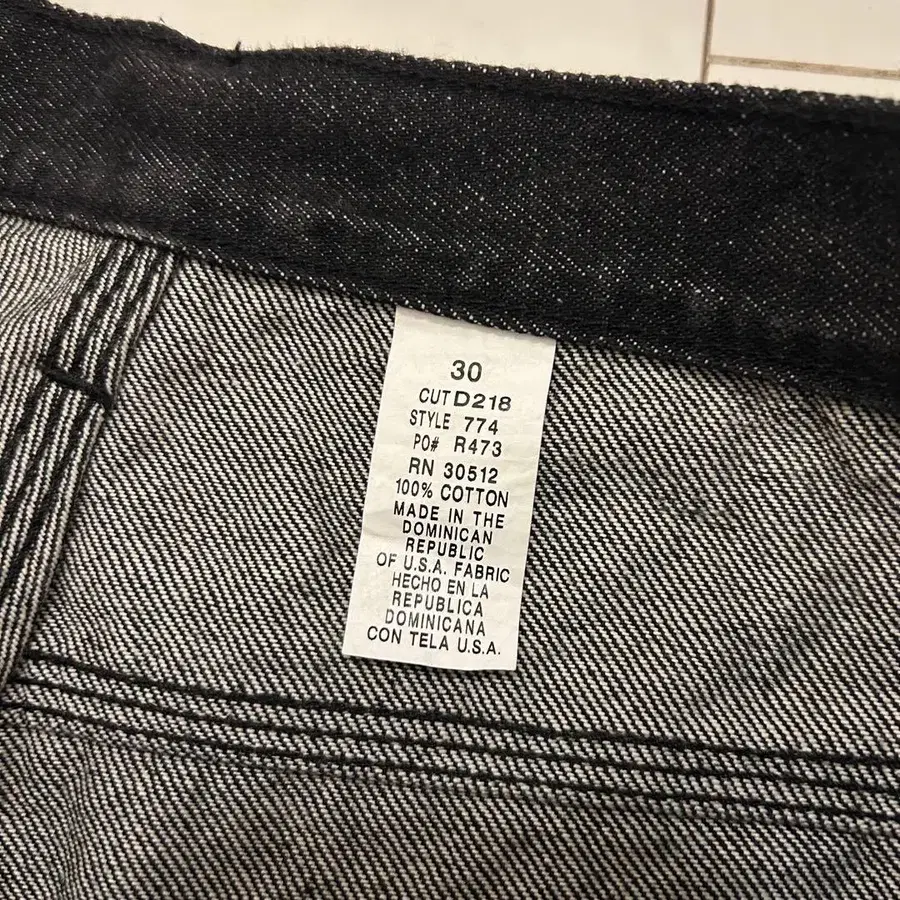 30
CUT D218
STYLE 774
PO# R473
RN 30512
100% COTTON
MADE IN THE
DOMINICAN
REPUBLIC
OF U.S.A. FABRIC
HECHO EN LA
REPUBLICA
DOMINICANA
CON TELA U.S.A.